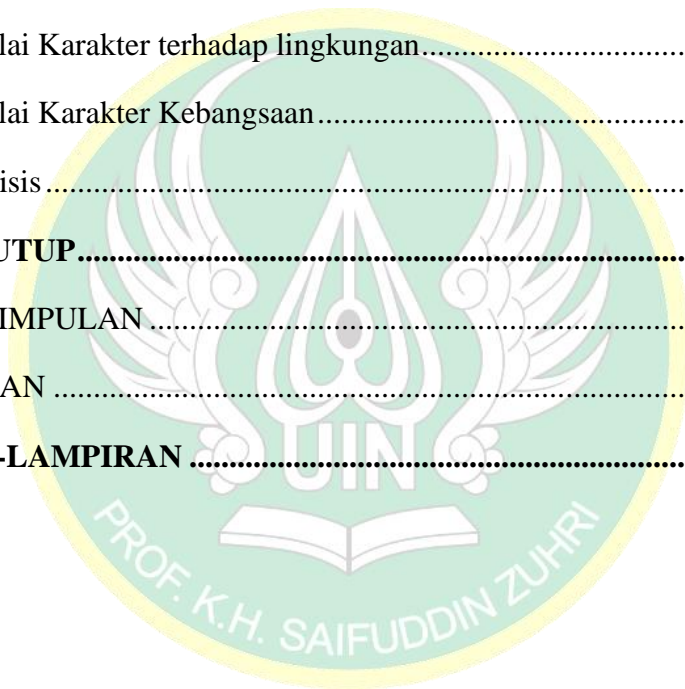 lai Karakter terhadap lingkungan........................................
lai Karakter Kebangsaan........................................
isis........................................
UTUP........................................
IMPULAN ........................................
AN ........................................
-LAMPIRAN ........................................
UIN
PROF. K.H. SAIFUDDIN ZUHRI